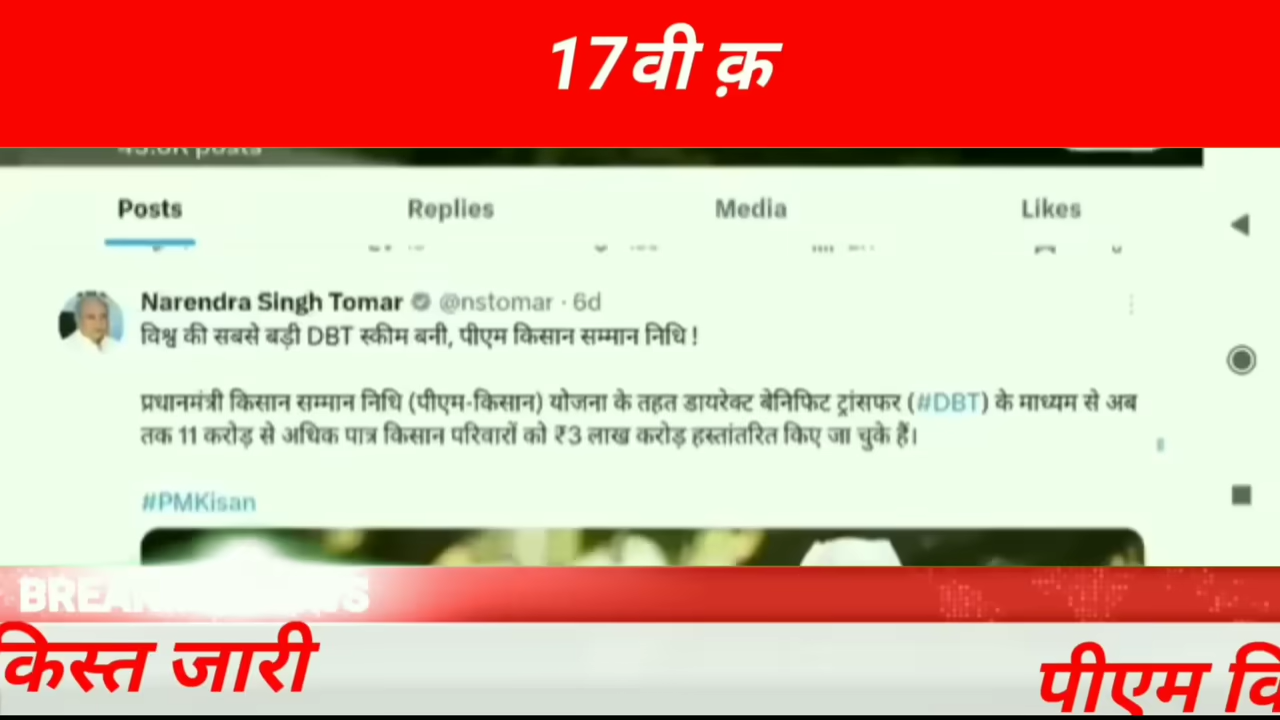 17वी क़
Posts Replies Media Likes
Narendra Singh Tomar @nstomar · 6d
विश्व की सबसे बड़ी DBT स्कीम बनी, पीएम किसान सम्मान निधि !
प्रधानमंत्री किसान सम्मान निधि (पीएम-किसान) योजना के तहत डायरेक्ट बेनिफिट ट्रांसफर (#DBT) के माध्यम से अब
तक 11 करोड़ से अधिक पात्र किसान परिवारों को ₹3 लाख करोड़ हस्तांतरित किए जा चुके हैं।
#PMKisan
किस्त जारी
पीएम कि